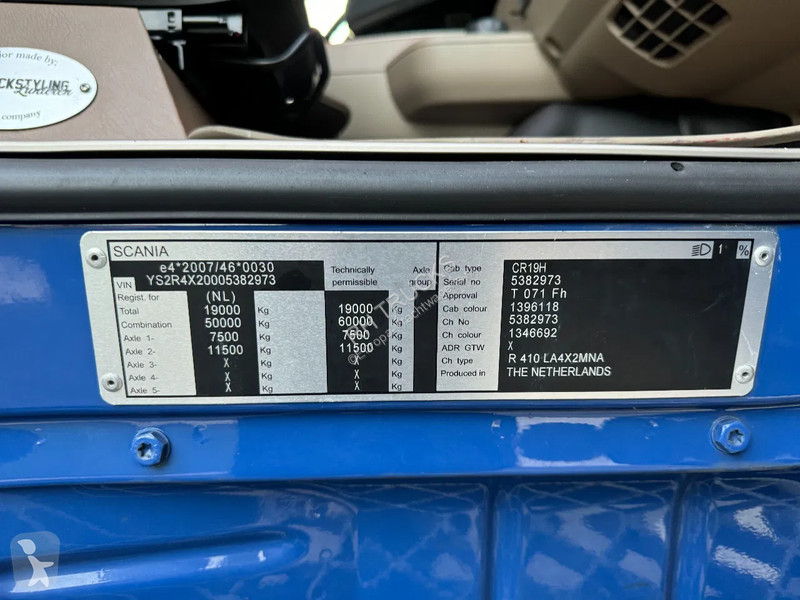 ior made by:
CKSTYLING
company
SCANIA
e4*2007/46*0030
VIN YS2R4X20005382973
Technically permissible
Axle group
Regist. for (NL)
Total 19000 Kg 19000 Kg
Combination 50000 Kg 60000 Kg
Axle 1- 7500 Kg 7500 Kg
Axle 2- 11500 Kg 11500 Kg
Axle 3- X Kg X Kg
Axle 4- X Kg X Kg
Axle 5- X Kg X Kg
1 %
Cab type CR19H
Serial no 5382973
Approval T 071 Fh
Cab colour 1396118
Ch No 5382973
Ch colour 1346692
ADR GTW X
Ch type R 410 LA4X2MNA
Produced in THE NETHERLANDS